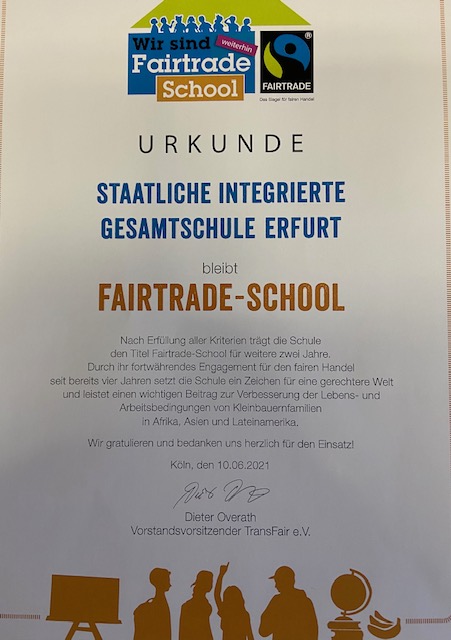 Wir sind
weiterhin
Fairtrade
School
FAIRTRADE
Das Siegel für fairen Handel
URKUNDE
STAATLICHE INTEGRIERTE
GESAMTSCHULE ERFURT
bleibt
FAIRTRADE-SCHOOL
Nach Erfüllung aller Kriterien trägt die Schule
den Titel Fairtrade-School für weitere zwei Jahre.
Durch ihr fortwährendes Engagement für den fairen Handel
seit bereits vier Jahren setzt die Schule ein Zeichen für eine gerechtere Welt
und leistet einen wichtigen Beitrag zur Verbesserung der Lebens- und
Arbeitsbedingungen von Kleinbauernfamilien
in Afrika, Asien und Lateinamerika.
Wir gratulieren und bedanken uns herzlich für den Einsatz!
Köln, den 10.06.2021
Dieter Overath
Vorstandsvorsitzender TransFair e.V.